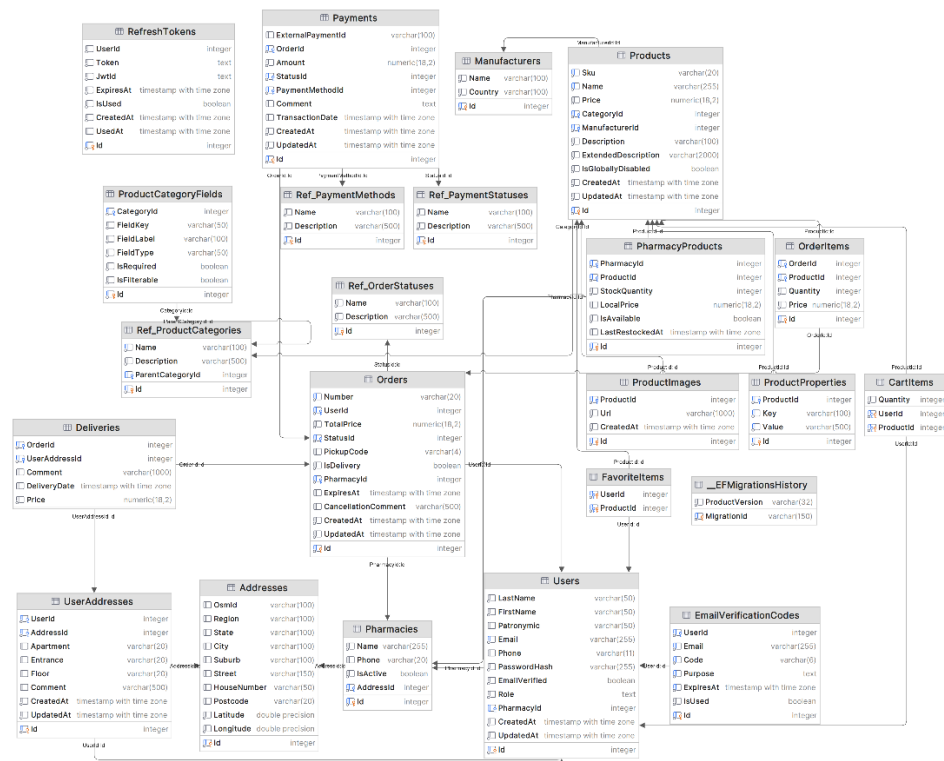 RefreshTokens
UserId integer
Token text
JwtId text
ExpiresAt timestamp with time zone
IsUsed boolean
CreatedAt timestamp with time zone
UsedAt timestamp with time zone
Id integer
Payments
ExternalPaymentId varchar(100)
OrderId integer
Amount numeric(18,2)
StatusId integer
PaymentMethodId integer
Comment text
TransactionDate timestamp with time zone
CreatedAt timestamp with time zone
UpdatedAt timestamp with time zone
Id integer
Manufacturers
Name varchar(100)
Country varchar(100)
Id integer
Products
Sku varchar(20)
Name varchar(255)
Price numeric(18,2)
CategoryId integer
ManufacturerId integer
Description varchar(100)
ExtendedDescription varchar(2000)
IsGloballyDisabled boolean
CreatedAt timestamp with time zone
UpdatedAt timestamp with time zone
Id integer
ProductCategoryFields
CategoryId integer
FieldKey varchar(50)
FieldLabel varchar(100)
FieldType varchar(50)
IsRequired boolean
IsFilterable boolean
Id integer
Ref_PaymentMethods
Name varchar(100)
Description varchar(500)
Id integer
Ref_PaymentStatuses
Name varchar(100)
Description varchar(500)
Id integer
PharmacyProducts
PharmacyId integer
ProductId integer
StockQuantity integer
LocalPrice numeric(18,2)
IsAvailable boolean
LastRestockedAt timestamp with time zone
Id integer
OrderItems
OrderId integer
ProductId integer
Quantity integer
Price numeric(18,2)
Id integer
Ref_OrderStatuses
Name varchar(100)
Description varchar(500)
Id integer
Ref_ProductCategories
Name varchar(100)
Description varchar(500)
ParentCategoryId integer
Id integer
Orders
Number varchar(20)
UserId integer
TotalPrice numeric(18,2)
StatusId integer
PickupCode varchar(4)
IsDelivery boolean
PharmacyId integer
ExpiresAt timestamp with time zone
CancellationComment varchar(500)
CreatedAt timestamp with time zone
UpdatedAt timestamp with time zone
Id integer
ProductImages
ProductId integer
Url varchar(1000)
CreatedAt timestamp with time zone
Id integer
ProductProperties
ProductId integer
Key varchar(100)
Value varchar(500)
Id integer
CartItems
Quantity integer
UserId integer
ProductId integer
Deliveries
OrderId integer
UserAddressId integer
Comment varchar(1000)
DeliveryDate timestamp with time zone
Price numeric(18,2)
FavoriteItems
UserId integer
ProductId integer
__EFMigrationsHistory
ProductVersion varchar(32)
MigrationId varchar(150)
UserAddresses
UserId integer
AddressId integer
Apartment varchar(20)
Entrance varchar(20)
Floor varchar(20)
Comment varchar(500)
CreatedAt timestamp with time zone
UpdatedAt timestamp with time zone
Id integer
Addresses
OsmId varchar(100)
Region varchar(100)
State varchar(100)
City varchar(100)
Suburb varchar(100)
Street varchar(150)
HouseNumber varchar(50)
Postcode varchar(20)
Latitude double precision
Longitude double precision
Id integer
Pharmacies
Name varchar(255)
Phone varchar(20)
IsActive boolean
AddressId integer
Id integer
Users
LastName varchar(50)
FirstName varchar(50)
Patronymic varchar(50)
Email varchar(255)
Phone varchar(11)
PasswordHash varchar(255)
EmailVerified boolean
Role text
PharmacyId integer
CreatedAt timestamp with time zone
UpdatedAt timestamp with time zone
Id integer
EmailVerificationCodes
UserId integer
Email varchar(255)
Code varchar(6)
Purpose text
ExpiresAt timestamp with time zone
IsUsed boolean
Id integer